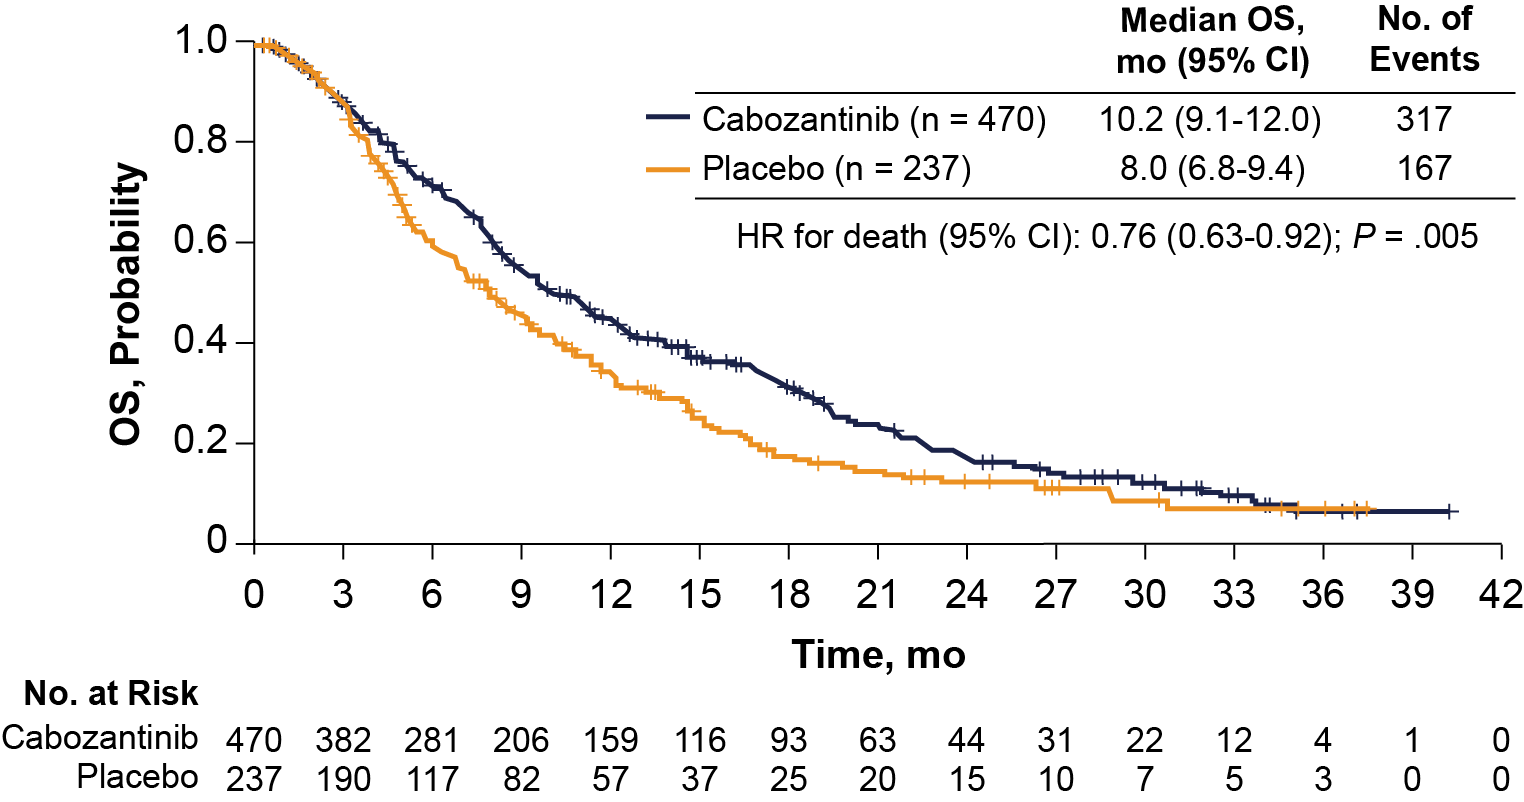 Median OS, No. of
mo (95% CI) Events
Cabozantinib (n = 470) 10.2 (9.1-12.0) 317
Placebo (n = 237) 8.0 (6.8-9.4) 167
HR for death (95% CI): 0.76 (0.63-0.92); P = .005
OS, Probability
1.0
0.8
0.6
0.4
0.2
0
0 3 6 9 12 15 18 21 24 27 30 33 36 39 42
Time, mo
No. at Risk
Cabozantinib 470 382 281 206 159 116 93 63 44 31 22 12 4 1 0
Placebo 237 190 117 82 57 37 25 20 15 10 7 5 3 0 0